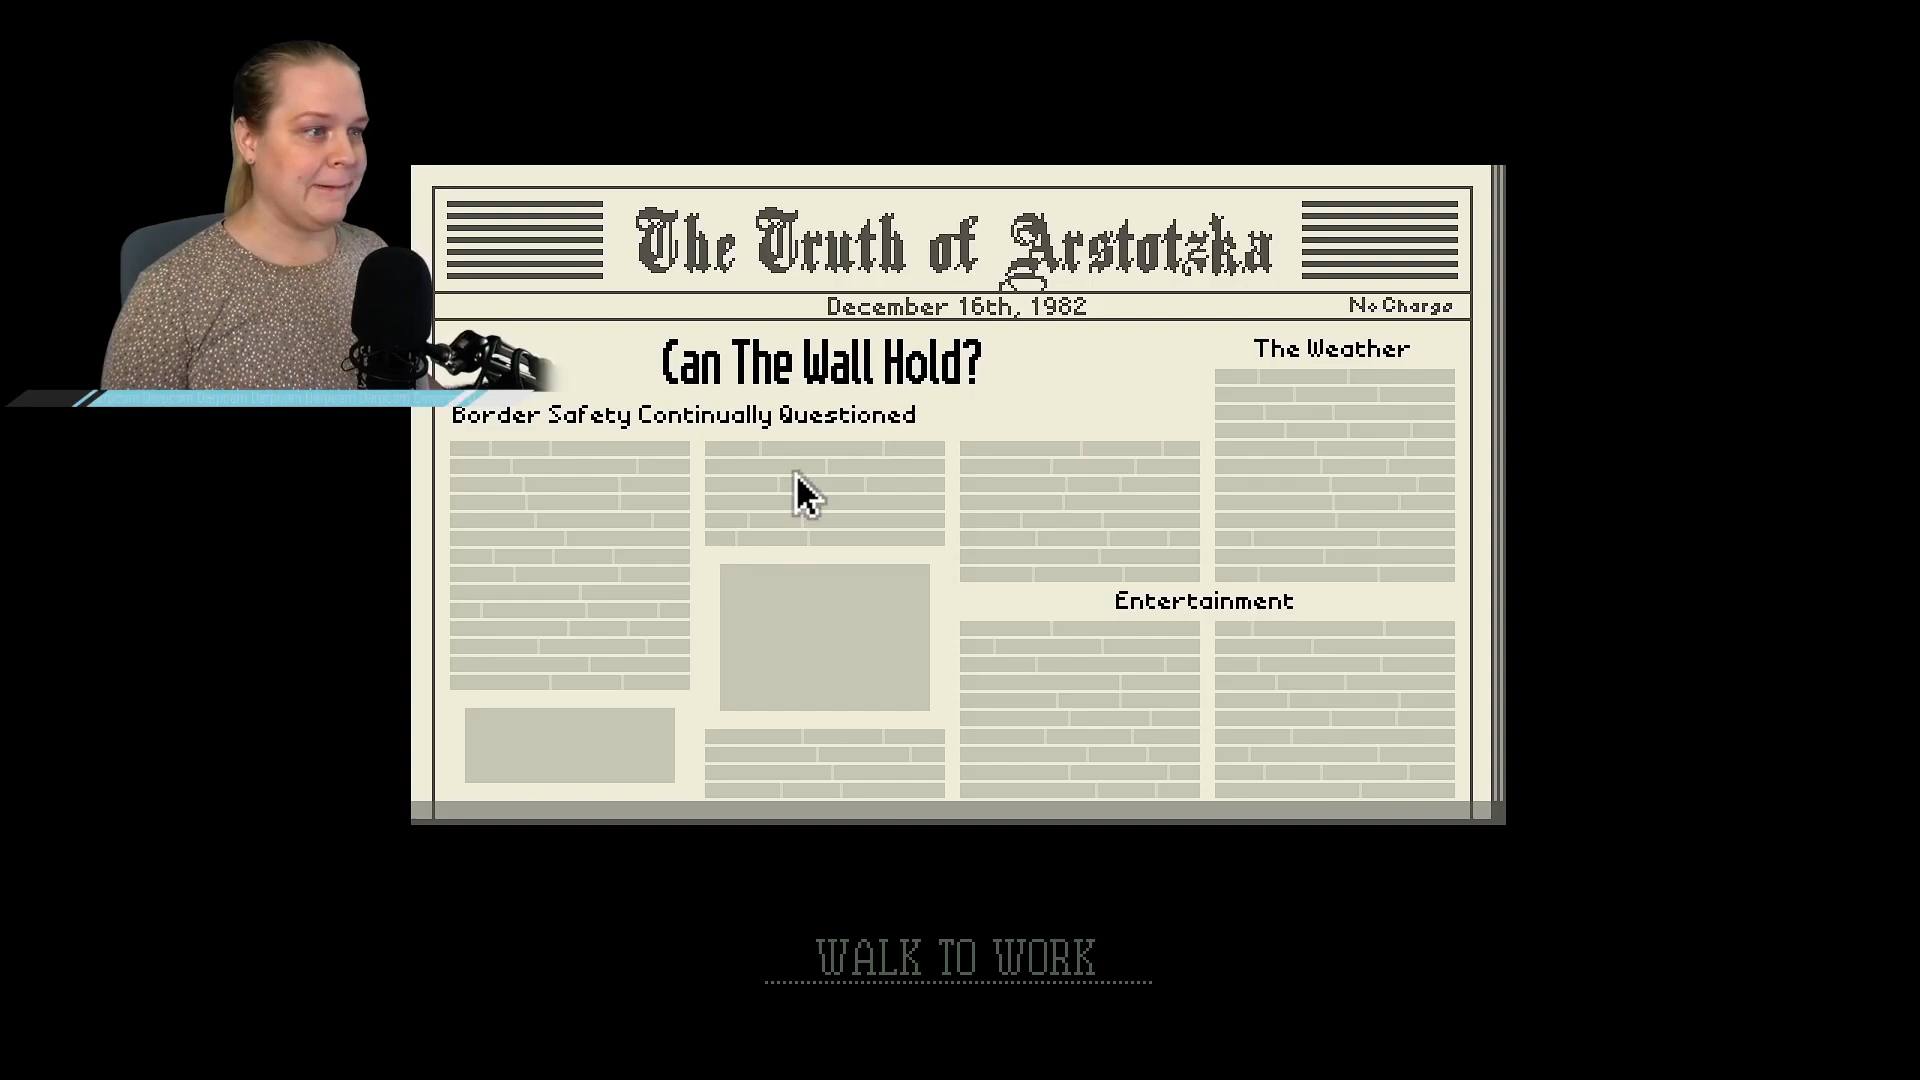 The Truth of Arstotzka
December 16th, 1982
No Charge
Can The Wall Hold?
The Weather
Border Safety Continually Questioned
Entertainment
WALK TO WORK